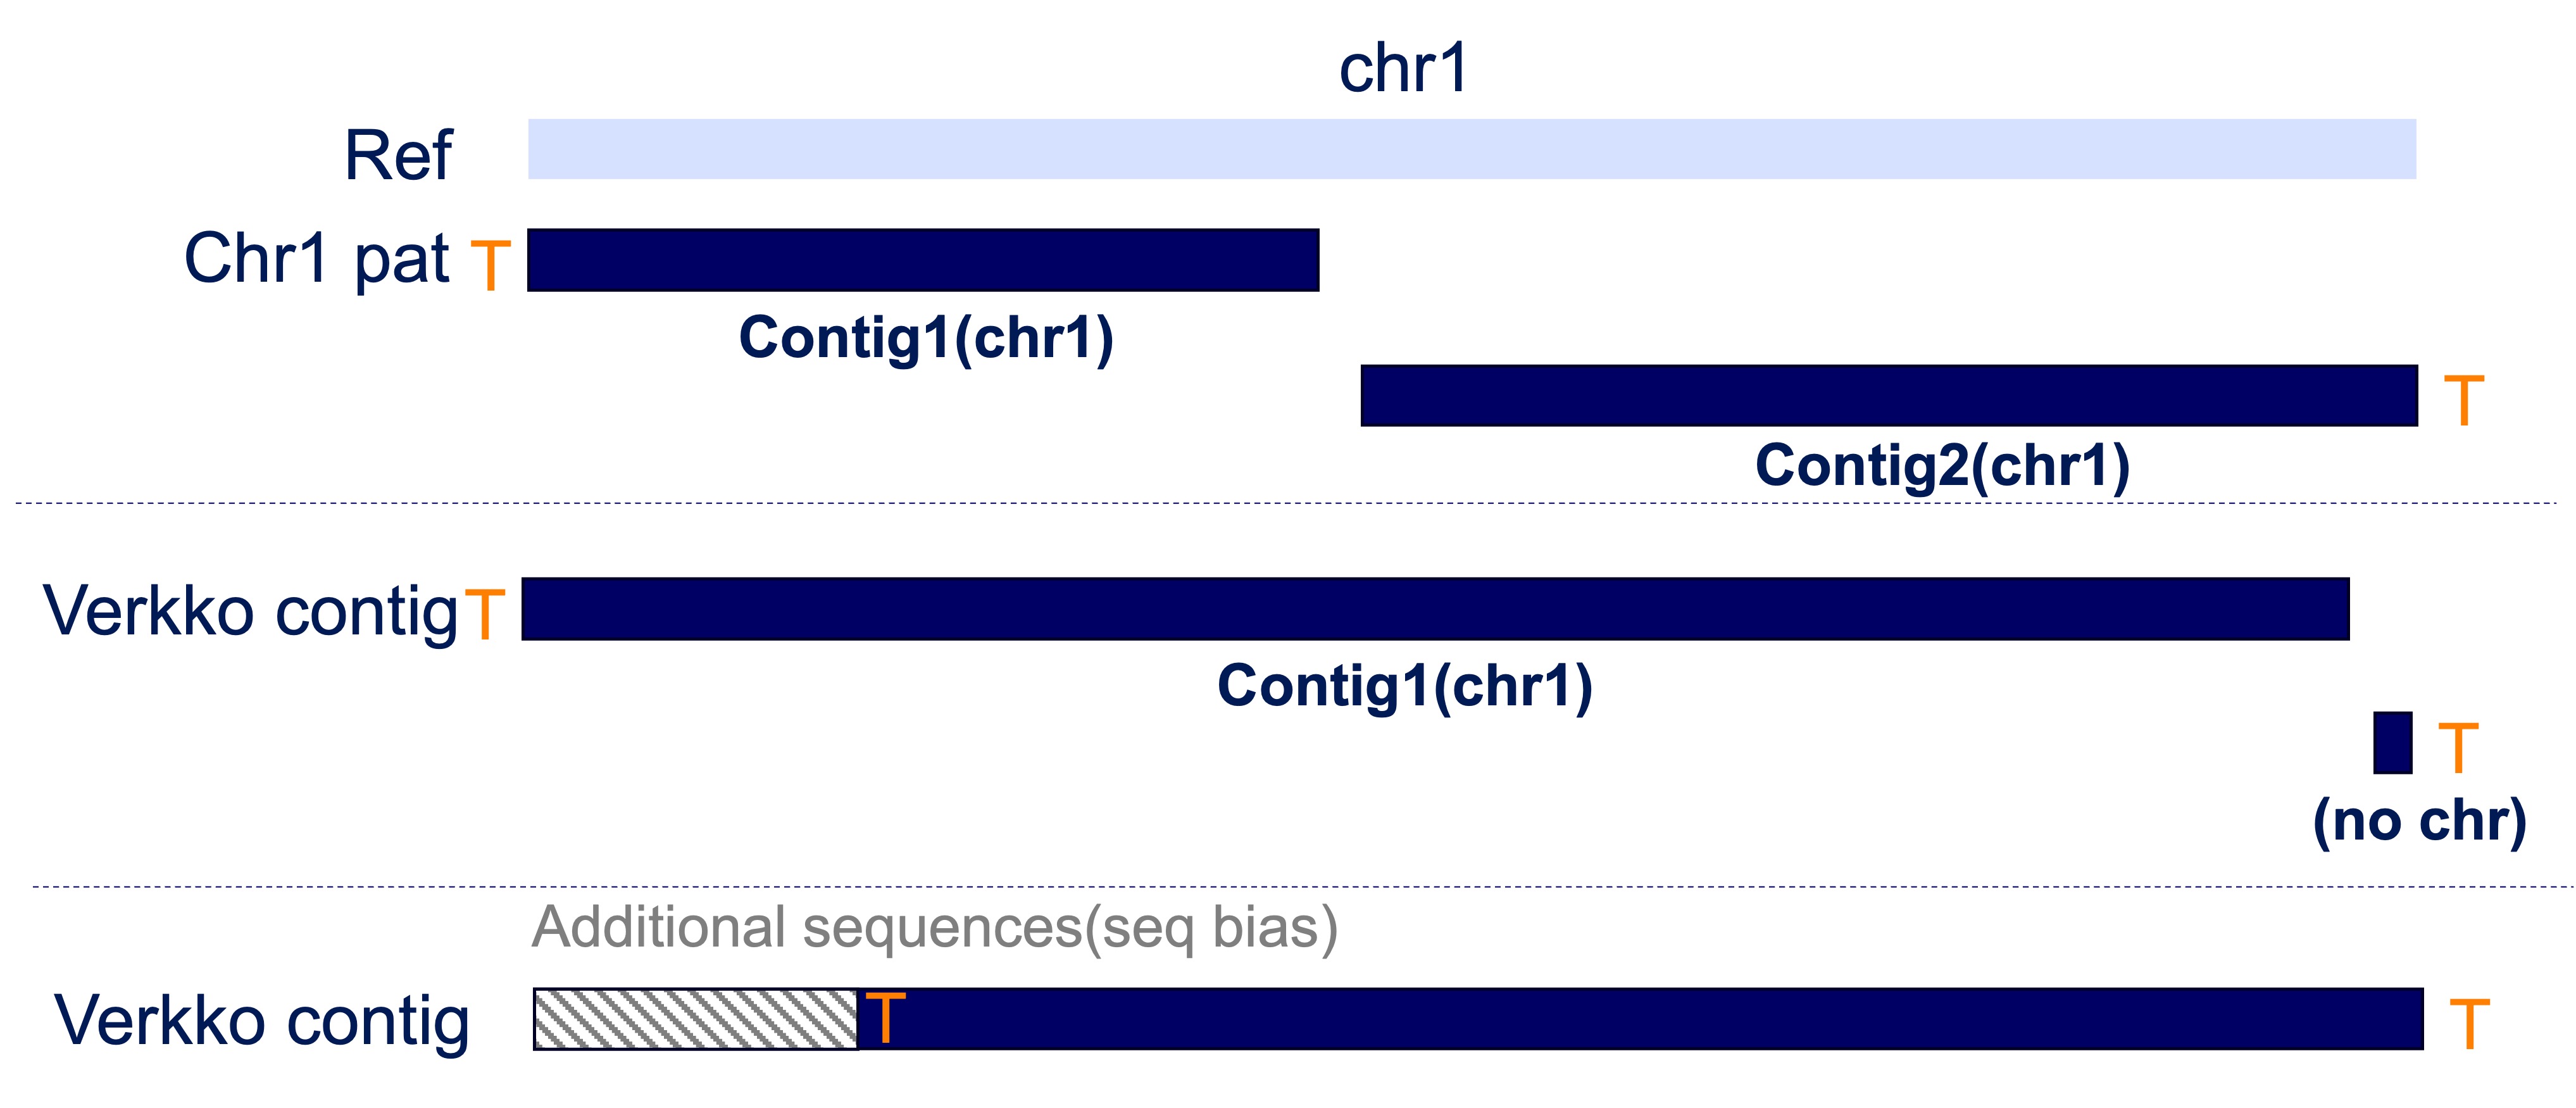 chr1
Ref
Chr1 pat T
Contig1(chr1)
T
Contig2(chr1)
Verkko contig T
Contig1(chr1)
T
(no chr)
Additional sequences(seq bias)
Verkko contig T T